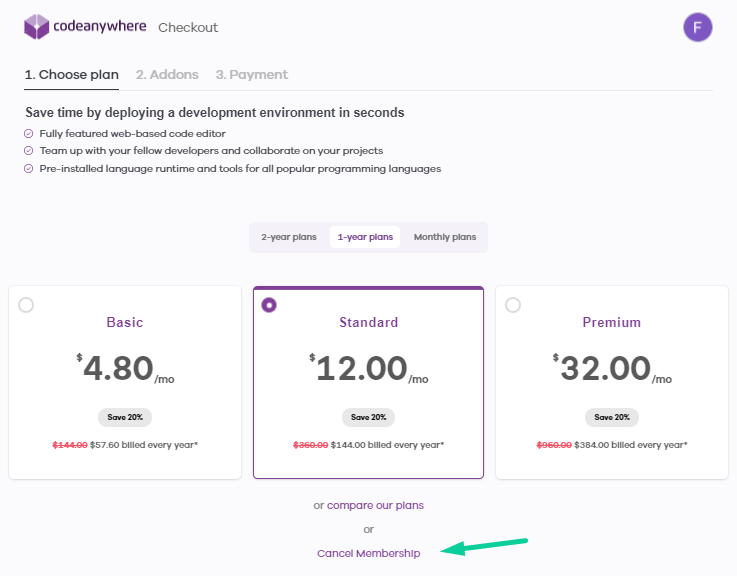 codeanywhere Checkout
F
1. Choose plan 2. Addons 3. Payment
Save time by deploying a development environment in seconds
Fully featured web-based code editor
Team up with your fellow developers and collaborate on your projects
Pre-installed language runtime and tools for all popular programming languages
2-year plans 1-year plans Monthly plans
Basic
$4.80/mo
Save 20%
$144.00 $57.60 billed every year*
Standard
$12.00/mo
Save 20%
$360.00 $144.00 billed every year*
Premium
$32.00/mo
Save 20%
$960.00 $384.00 billed every year*
or compare our plans
or
Cancel Membership